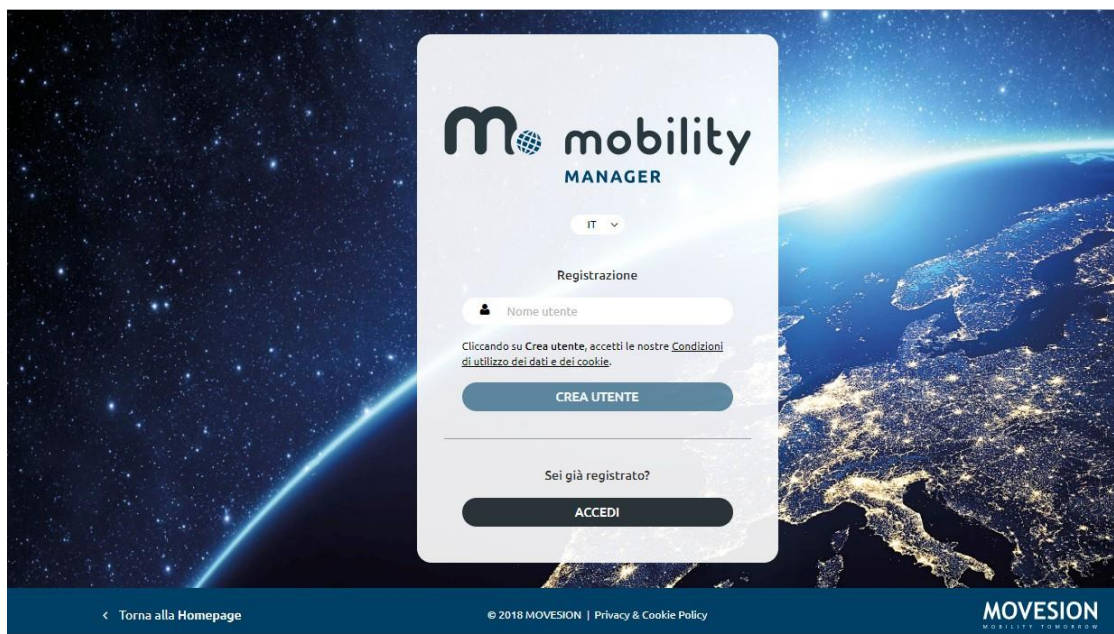 mobility
MANAGER
IT
Registrazione
Nome utente
Cliccando su Crea utente, accetti le nostre Condizioni
di utilizzo dei dati e dei cookie.
CREA UTENTE
Sei già registrato?
ACCEDI
< Torna alla Homepage
© 2018 MOVESION | Privacy & Cookie Policy
MOVESION
MOBILITY TOMORROW